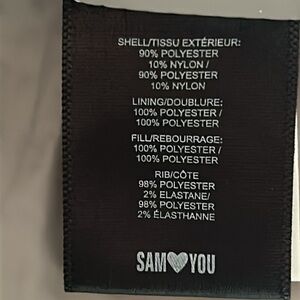 SHELL/TISSU EXTÉRIEUR:
90% POLYESTER
10% NYLON /
90% POLYESTER
10% NYLON
LINING/DOUBLURE:
100% POLYESTER /
100% POLYESTER
FILL/REBOURRAGE:
100% POLYESTER /
100% POLYESTER
RIB/CÔTE
98% POLYESTER
2% ELASTANE/
98% POLYESTER
2% ÉLASTHANNE
SAM♥YOU